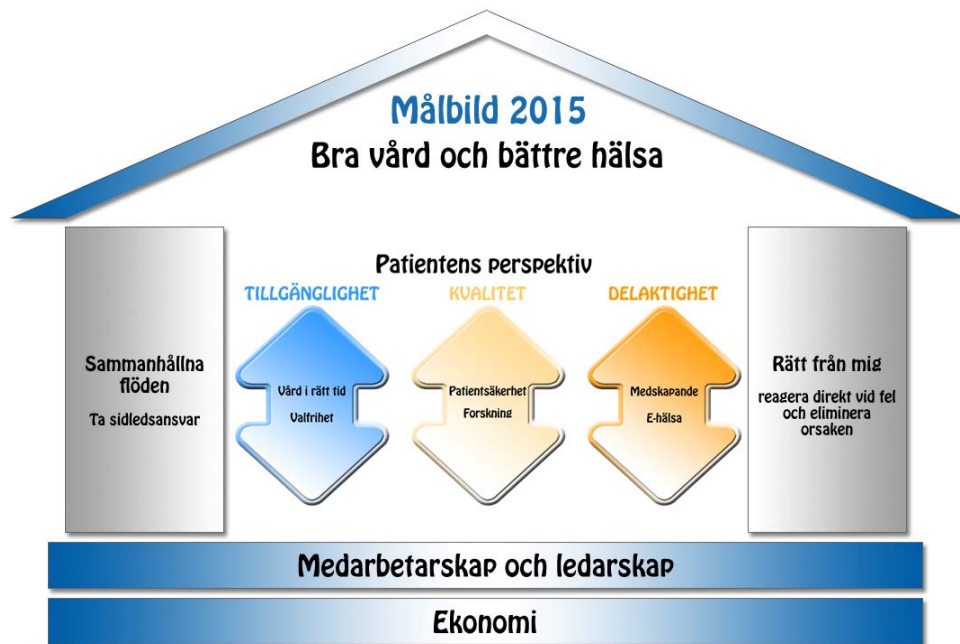 Målbild 2015
Bra vård och bättre hälsa
Patientens perspektiv
TILLGÄNGLIGHET
KVALITET
DELAKTIGHET
Sammanhållna
flöden
Ta sidledsansvar
Vård i rätt tid
Valfrihet
Patientsäkerhet
Forskning
Medskapande
E-hälsa
Rätt från mig
reagera direkt vid fel
och eliminera
orsaken
Medarbetarskap och ledarskap
Ekonomi